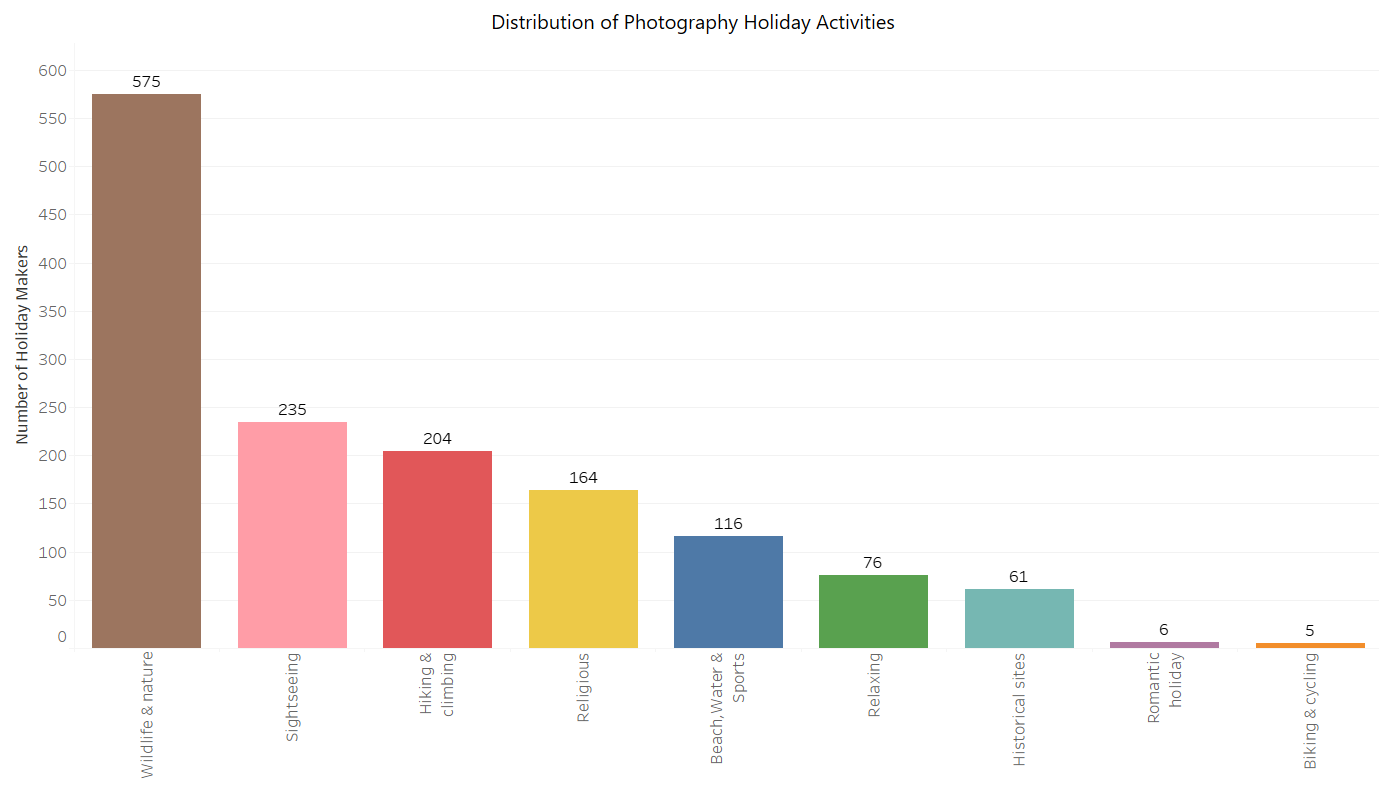 Distribution of Photography Holiday Activities
Number of Holiday Makers
600
550
500
450
400
350
300
250
200
150
100
50
0
575
235
204
164
116
76
61
6
5
Wildlife & nature
Sightseeing
Hiking &
climbing
Religious
Beach,Water &
Sports
Relaxing
Historical sites
Romantic
holiday
Biking & cycling